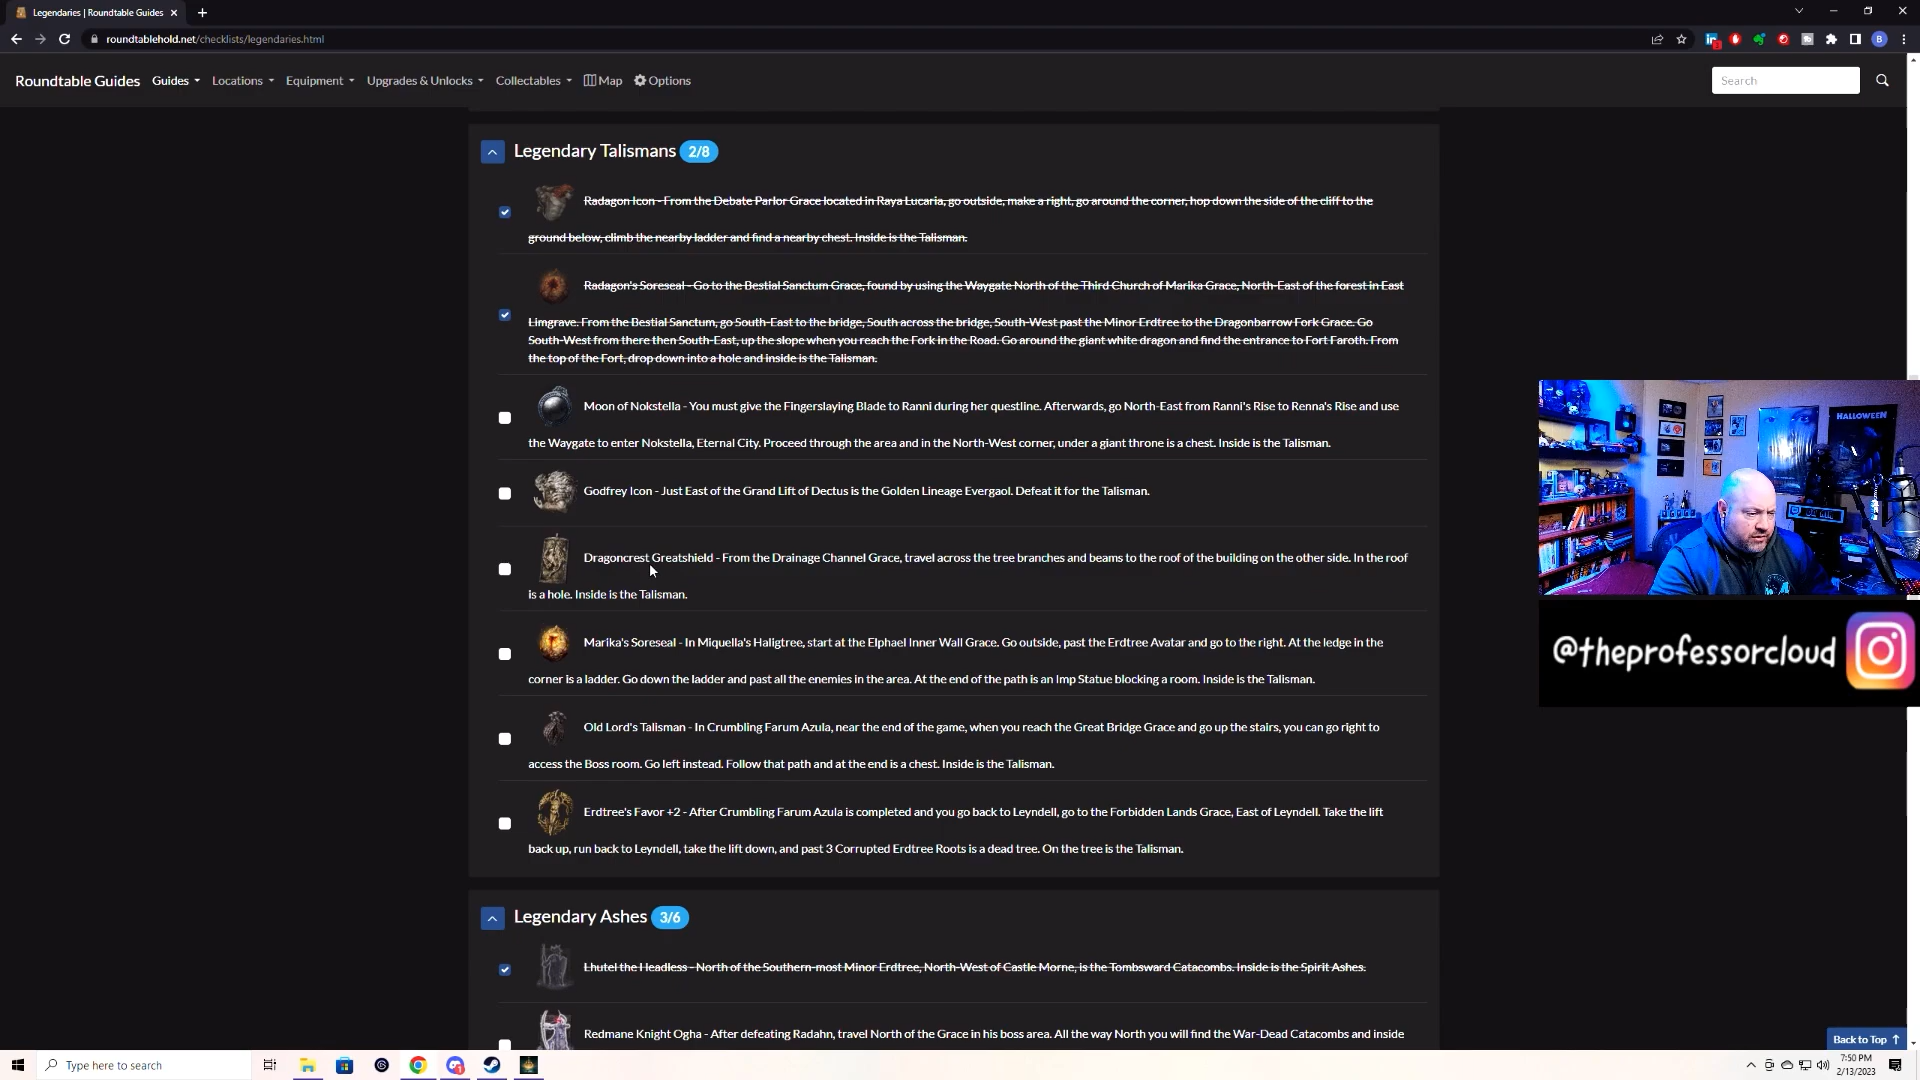 Legendaries | Roundtable Guides
roundtablehold.net/checklists/legendaries.html
Roundtable Guides Guides Locations Equipment Upgrades & Unlocks Collectables Map Options Search
Legendary Talismans 2/8
Radagon Icon - From the Debate Parlor Grace located in Raya Lucaria, go outside, make a right, go around the corner, hop down the side of the cliff to the
ground below, climb the nearby ladder and find a nearby chest. Inside is the Talisman.
Radagon's Soreseal - Go to the Bestial Sanctum Grace, found by using the Waygate North of the Third Church of Marika Grace, North-East of the forest in East
Limgrave. From the Bestial Sanctum, go South-East to the bridge, South across the bridge, South-West past the Minor Erdtree to the Dragonbarrow Fork Grace. Go
South-West from there then South-East, up the slope when you reach the Fork in the Road. Go around the giant white dragon and find the entrance to Fort Faroth. From
the top of the Fort, drop down into a hole and inside is the Talisman.
Moon of Nokstella - You must give the Fingerslaying Blade to Ranni during her questline. Afterwards, go North-East from Ranni's Rise to Renna's Rise and use
the Waygate to enter Nokstella, Eternal City. Proceed through the area and in the North-West corner, under a giant throne is a chest. Inside is the Talisman.
Godfrey Icon - Just East of the Grand Lift of Dectus is the Golden Lineage Evergaol. Defeat it for the Talisman.
Dragoncrest Greatshield - From the Drainage Channel Grace, travel across the tree branches and beams to the roof of the building on the other side. In the roof
is a hole. Inside is the Talisman.
Marika's Soreseal - In Miquella's Haligtree, start at the Elphael Inner Wall Grace. Go outside, past the Erdtree Avatar and go to the right. At the ledge in the
corner is a ladder. Go down the ladder and past all the enemies in the area. At the end of the path is an Imp Statue blocking a room. Inside is the Talisman.
Old Lord's Talisman - In Crumbling Farum Azula, near the end of the game, when you reach the Great Bridge Grace and go up the stairs, you can go right to
access the Boss room. Go left instead. Follow that path and at the end is a chest. Inside is the Talisman.
Erdtree's Favor +2 - After Crumbling Farum Azula is completed and you go back to Leyndell, go to the Forbidden Lands Grace, East of Leyndell. Take the lift
back up, run back to Leyndell, take the lift down, and past 3 Corrupted Erdtree Roots is a dead tree. On the tree is the Talisman.
HALLOWEEN
@theprofessorcloud
Legendary Ashes 3/6
Lhutel the Headless - North of the Southern-most Minor Erdtree, North-West of Castle Morne, is the Tombsward Catacombs. Inside is the Spirit Ashes.
Redmane Knight Ogha - After defeating Radahn, travel North of the Grace in his boss area. All the way North you will find the War-Dead Catacombs and inside
Back to Top ↑
Type here to search
7:50 PM
2/13/2023